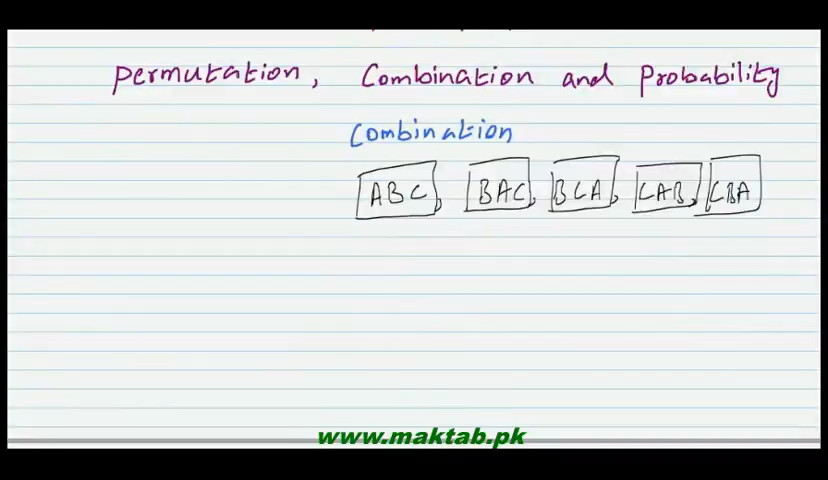 Permutation, Combination and Probability
Combination
ABC, BAC, BCA, CAB, CBA
www.maktab.pk